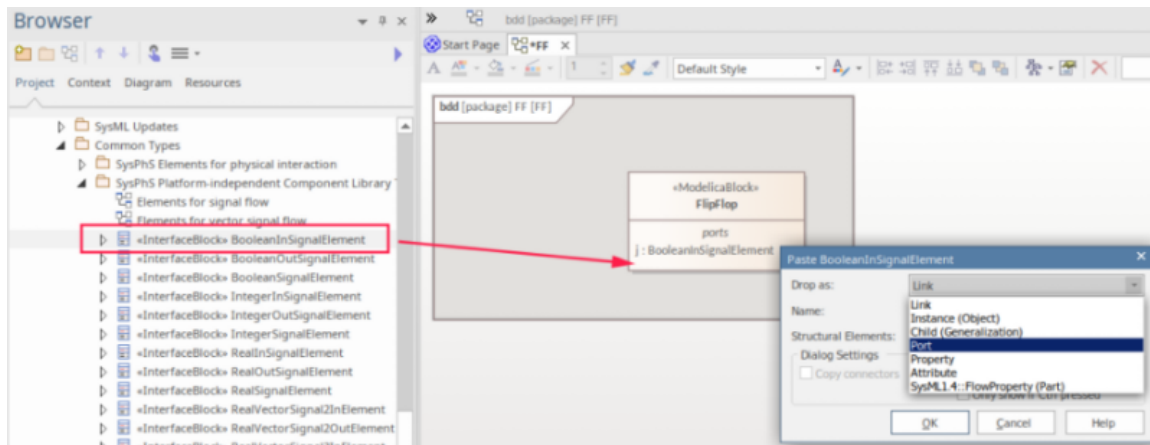 Browser
Project Context Diagram Resources
SysML Updates
Common Types
SysPhS Elements for physical interaction
SysPhS Platform-independent Component Library
Elements for signal flow
Elements for vector signal flow
«InterfaceBlock» BooleanInSignalElement
«InterfaceBlock» BooleanOutSignalElement
«InterfaceBlock» BooleanSignalElement
«InterfaceBlock» IntegerInSignalElement
«InterfaceBlock» IntegerOutSignalElement
«InterfaceBlock» IntegerSignalElement
«InterfaceBlock» RealInSignalElement
«InterfaceBlock» RealOutSignalElement
«InterfaceBlock» RealSignalElement
«InterfaceBlock» RealVectorSignal2InElement
«InterfaceBlock» RealVectorSignal2OutElement
bdd [package] FF [FF]
Start Page *FF ×
1 Default Style
bdd [package] FF [FF]
«ModelicaBlock»
FlipFlop
ports
j : BooleanInSignalElement
Paste BooleanInSignalElement
Drop as: Link
Link
Name:
Instance (Object)
Child (Generalization)
Structural Elements:
Port
Dialog Settings
Property
Copy connectors
Attribute
SysML1.4::FlowProperty (Part)
Only show if Ctrl pressed
OK Cancel Help